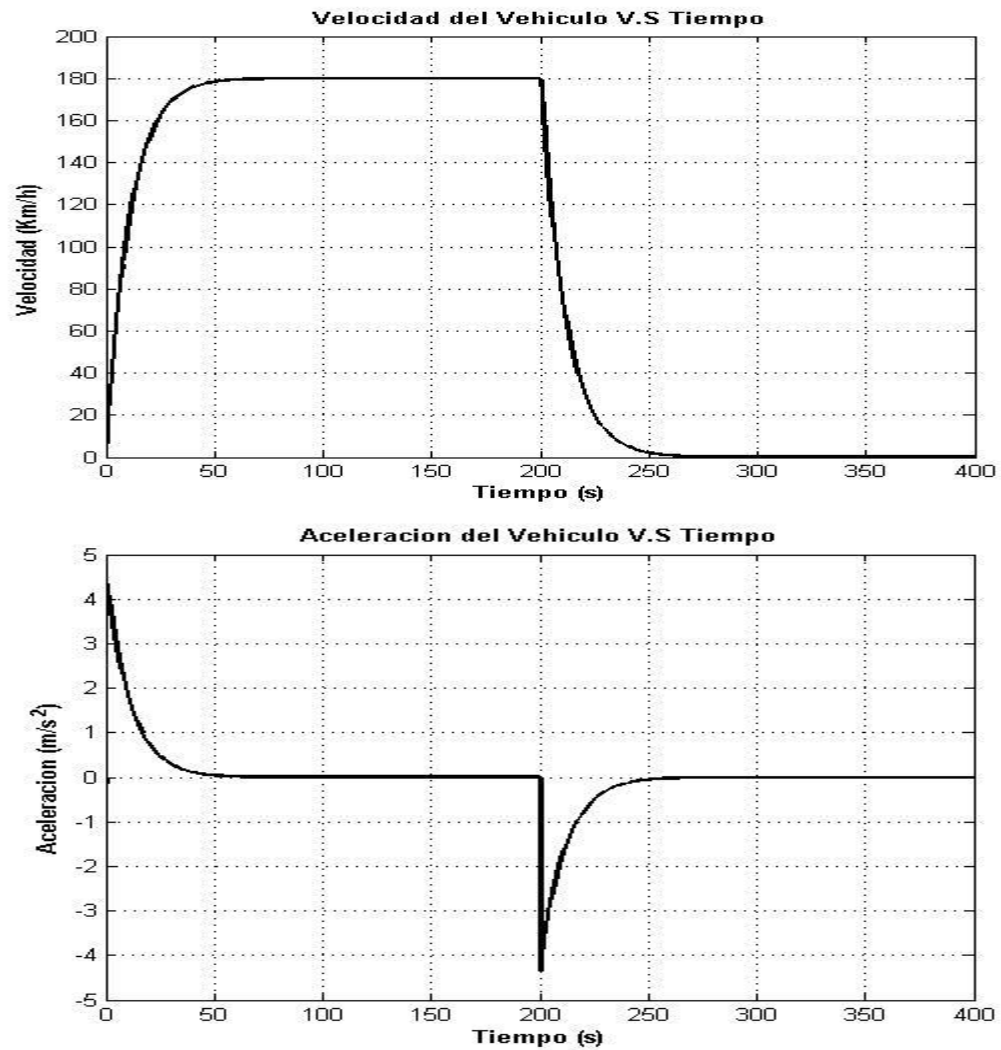 Velocidad del Vehiculo V.S Tiempo
200
180
160
140
120
100
80
60
40
20
0
Velocidad (Km/h)
0 50 100 150 200 250 300 350 400
Tiempo (s)
Aceleracion del Vehiculo V.S Tiempo
5
4
3
2
1
0
-1
-2
-3
-4
-5
Aceleracion (m/s²)
0 50 100 150 200 250 300 350 400
Tiempo (s)